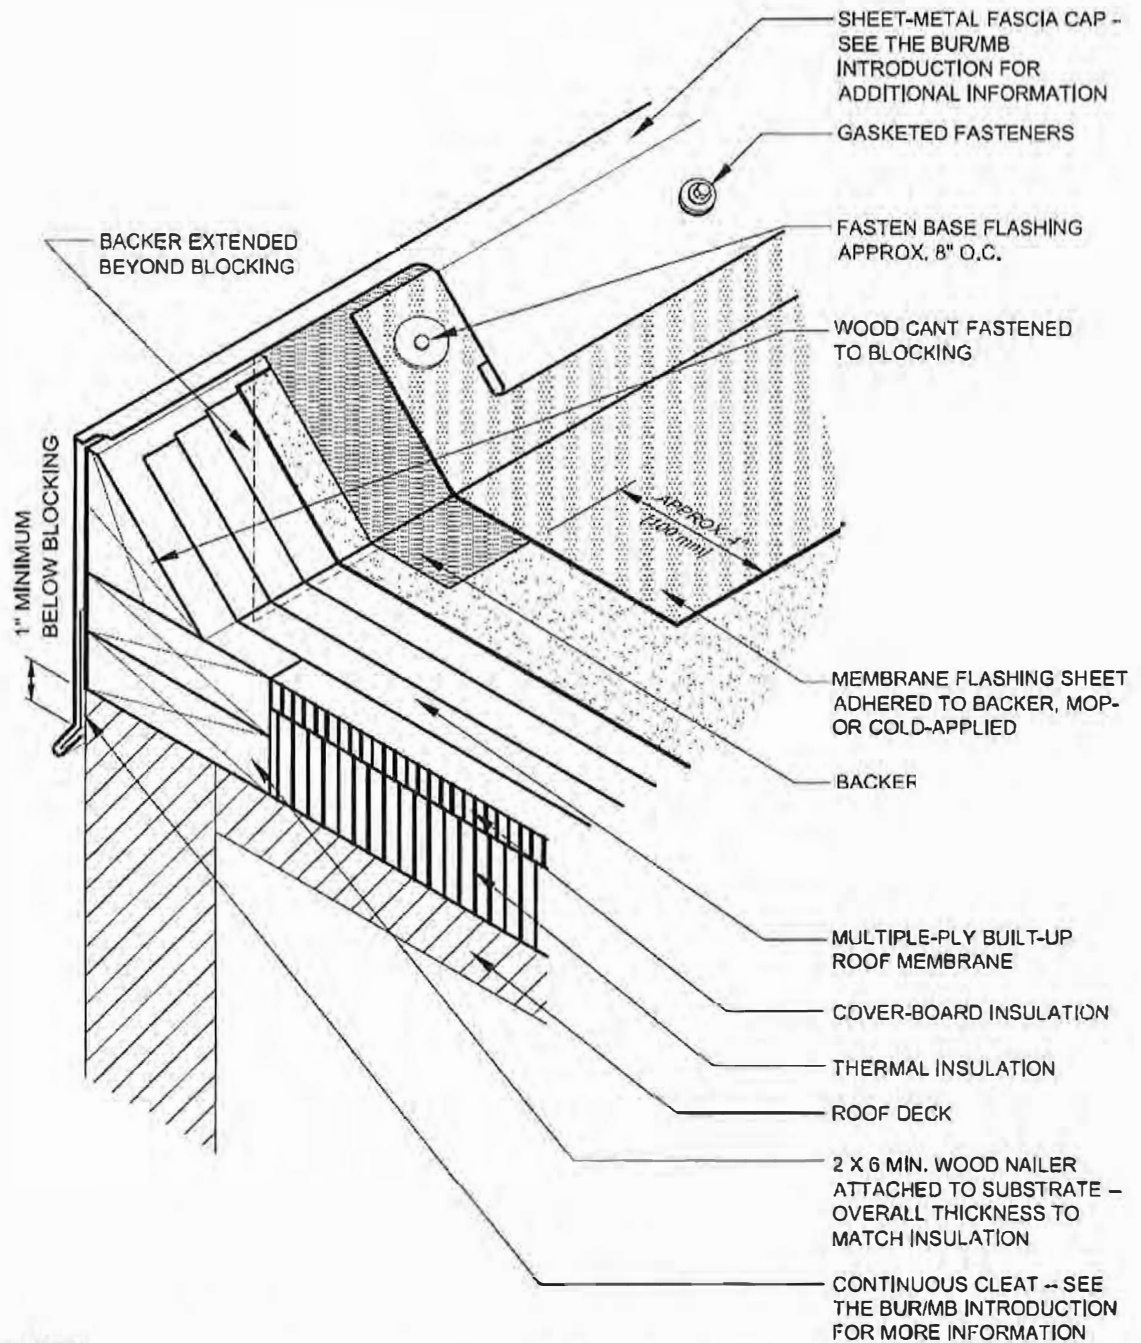 SHEET-METAL FASCIA CAP –
SEE THE BUR/MB
INTRODUCTION FOR
ADDITIONAL INFORMATION
GASKETED FASTENERS
FASTEN BASE FLASHING
APPROX. 8" O.C.
BACKER EXTENDED
BEYOND BLOCKING
WOOD CANT FASTENED
TO BLOCKING
1" MINIMUM
BELOW BLOCKING
APPROX. 4"
(100 mm)
MEMBRANE FLASHING SHEET
ADHERED TO BACKER, MOP-
OR COLD-APPLIED
BACKER
MULTIPLE-PLY BUILT-UP
ROOF MEMBRANE
COVER-BOARD INSULATION
THERMAL INSULATION
ROOF DECK
2 X 6 MIN. WOOD NAILER
ATTACHED TO SUBSTRATE –
OVERALL THICKNESS TO
MATCH INSULATION
CONTINUOUS CLEAT – SEE
THE BUR/MB INTRODUCTION
FOR MORE INFORMATION